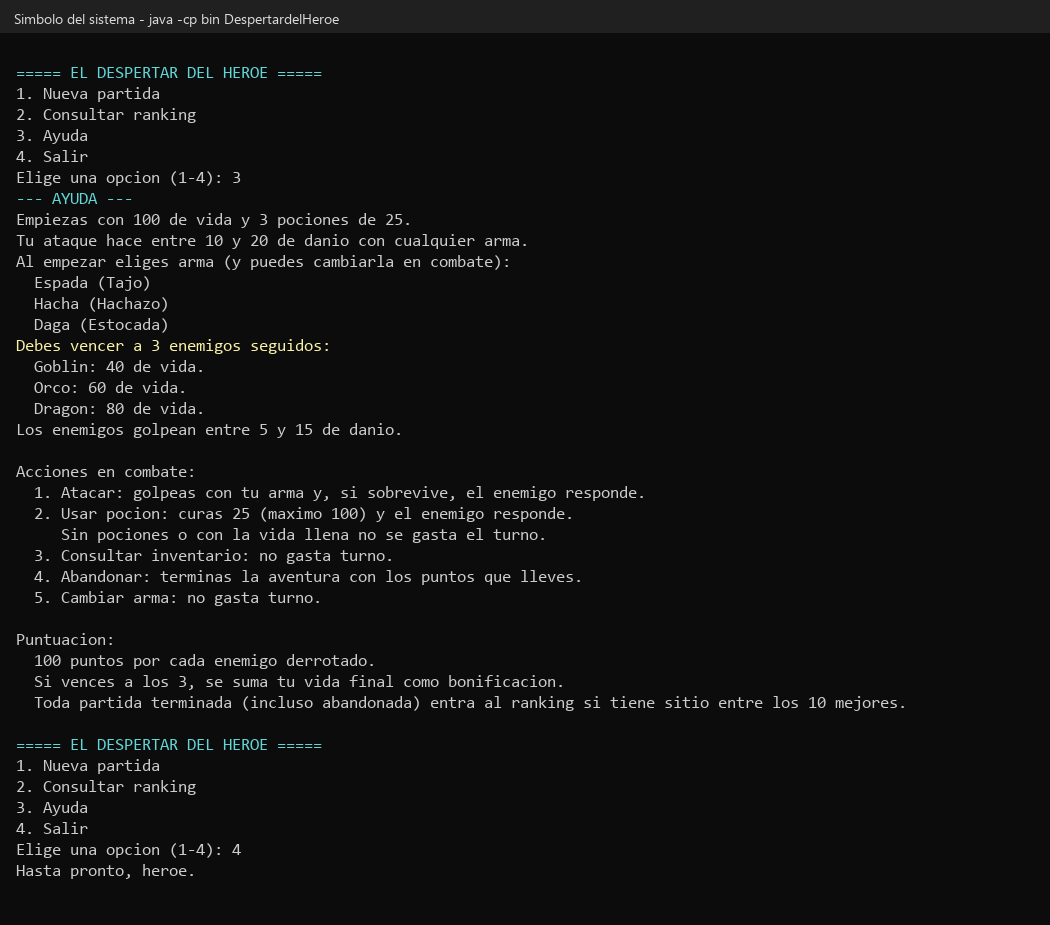 Simbolo del sistema - java -cp bin DespertardelHeroe
===== EL DESPERTAR DEL HEROE =====
1. Nueva partida
2. Consultar ranking
3. Ayuda
4. Salir
Elige una opcion (1-4): 3
--- AYUDA ---
Empiezas con 100 de vida y 3 pociones de 25.
Tu ataque hace entre 10 y 20 de danio con cualquier arma.
Al empezar eliges arma (y puedes cambiarla en combate):
  Espada (Tajo)
  Hacha (Hachazo)
  Daga (Estocada)
Debes vencer a 3 enemigos seguidos:
  Goblin: 40 de vida.
  Orco: 60 de vida.
  Dragon: 80 de vida.
Los enemigos golpean entre 5 y 15 de danio.

Acciones en combate:
  1. Atacar: golpeas con tu arma y, si sobrevive, el enemigo responde.
  2. Usar pocion: curas 25 (maximo 100) y el enemigo responde.
     Sin pociones o con la vida llena no se gasta el turno.
  3. Consultar inventario: no gasta turno.
  4. Abandonar: terminas la aventura con los puntos que lleves.
  5. Cambiar arma: no gasta turno.

Puntuacion:
  100 puntos por cada enemigo derrotado.
  Si vences a los 3, se suma tu vida final como bonificacion.
  Toda partida terminada (incluso abandonada) entra al ranking si tiene sitio entre los 10 mejores.

===== EL DESPERTAR DEL HEROE =====
1. Nueva partida
2. Consultar ranking
3. Ayuda
4. Salir
Elige una opcion (1-4): 4
Hasta pronto, heroe.